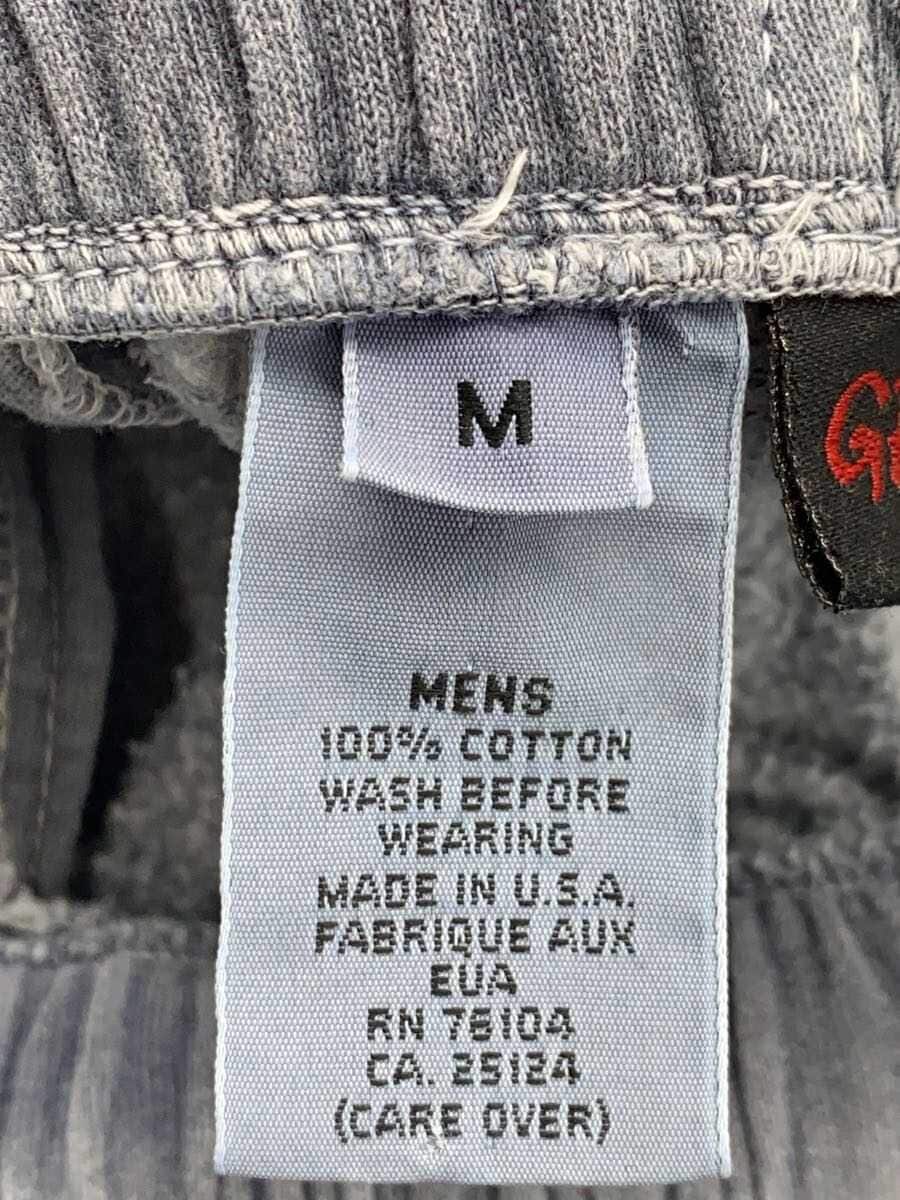 M
MENS
100% COTTON
WASH BEFORE
WEARING
MADE IN U.S.A.
FABRIQUE AUX
EUA
RN 78104
CA. 25124
(CARE OVER)